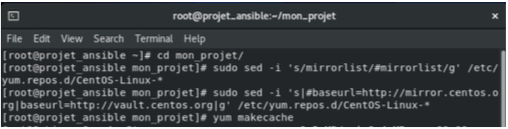 root@projet_ansible:~/mon_projet
File Edit View Search Terminal Help
[root@projet_ansible ~]# cd mon_projet/
[root@projet_ansible mon_projet]# sudo sed -i 's/mirrorlist/#mirrorlist/g' /etc/
yum.repos.d/CentOS-Linux-*
[root@projet_ansible mon_projet]# sudo sed -i 's|#baseurl=http://mirror.centos.o
rg|baseurl=http://vault.centos.org|g' /etc/yum.repos.d/CentOS-Linux-*
[root@projet_ansible mon_projet]# yum makecache